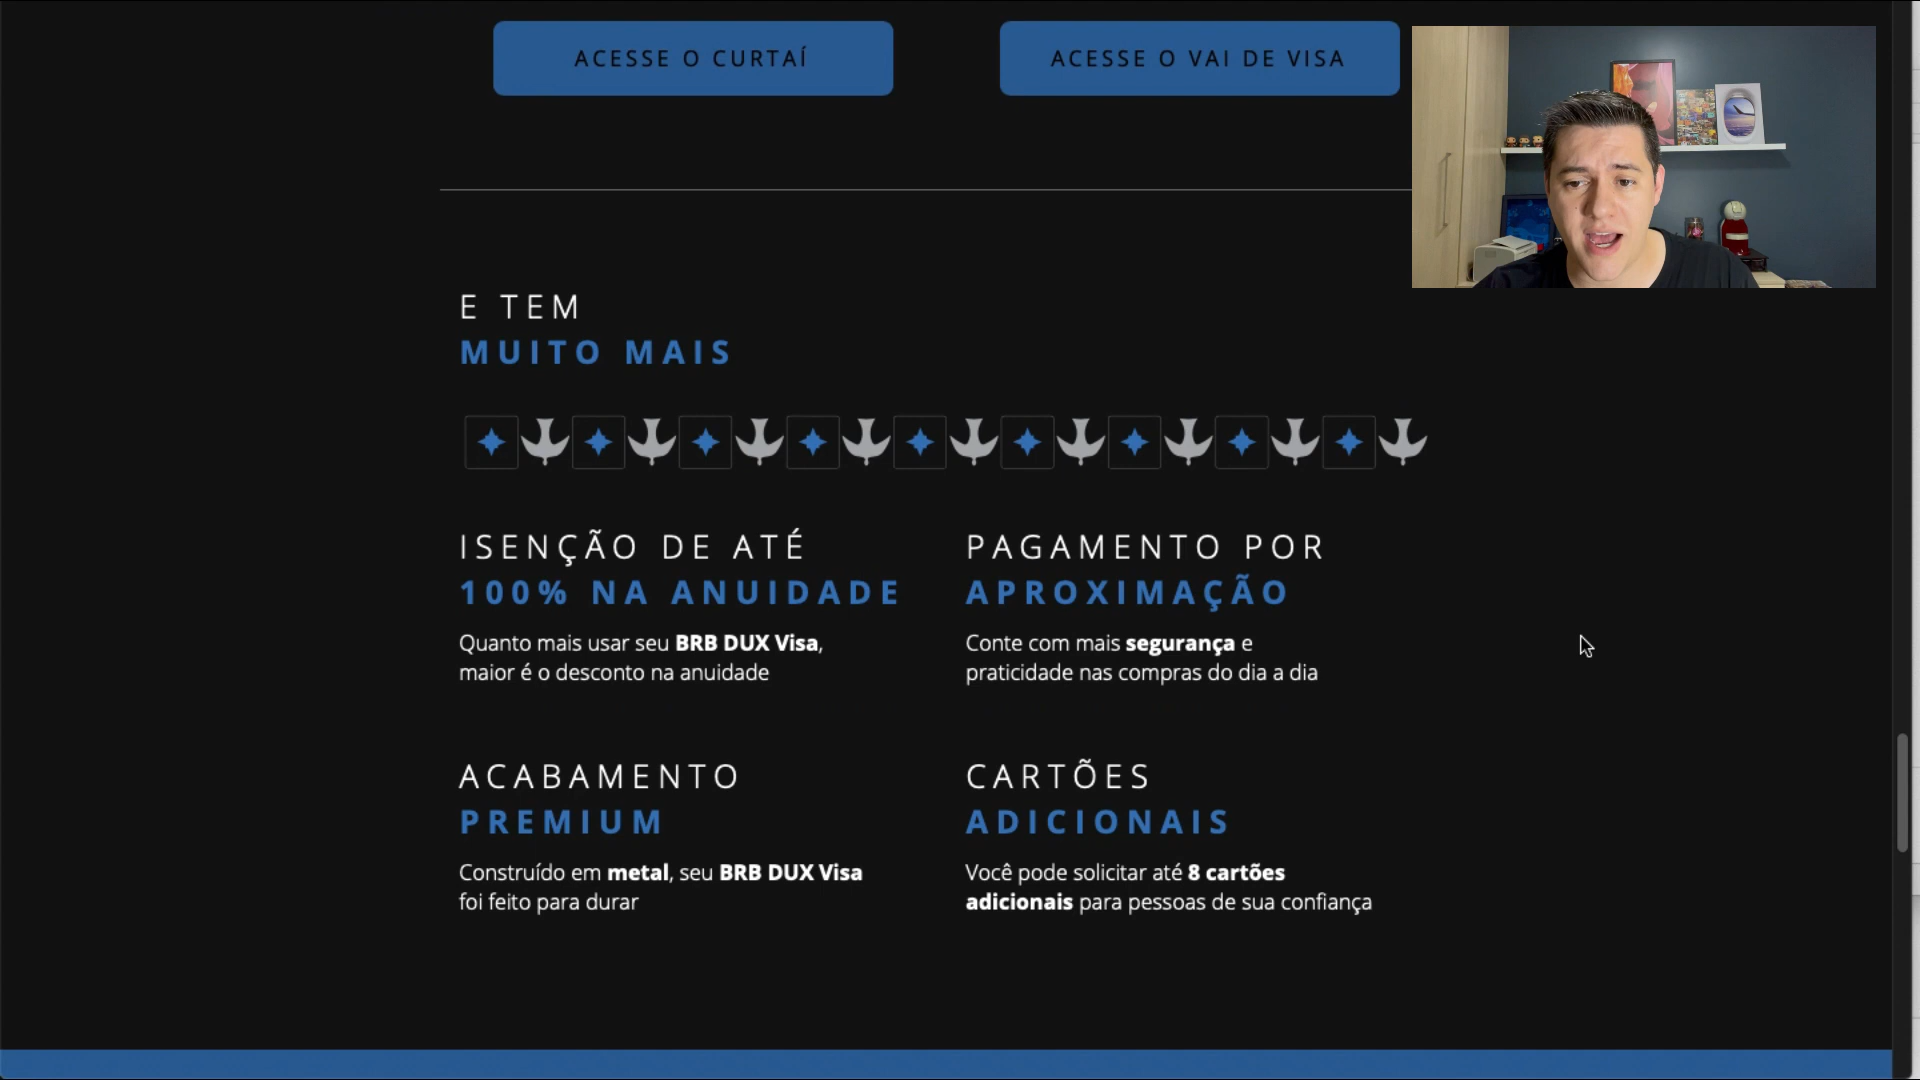 ACESSE O CURTAÍ
ACESSE O VAI DE VISA
E TEM
MUITO MAIS
ISENÇÃO DE ATÉ
100% NA ANUIDADE
Quanto mais usar seu BRB DUX Visa,
maior é o desconto na anuidade
PAGAMENTO POR
APROXIMAÇÃO
Conte com mais segurança e
praticidade nas compras do dia a dia
ACABAMENTO
PREMIUM
Construído em metal, seu BRB DUX Visa
foi feito para durar
CARTÕES
ADICIONAIS
Você pode solicitar até 8 cartões
adicionais para pessoas de sua confiança